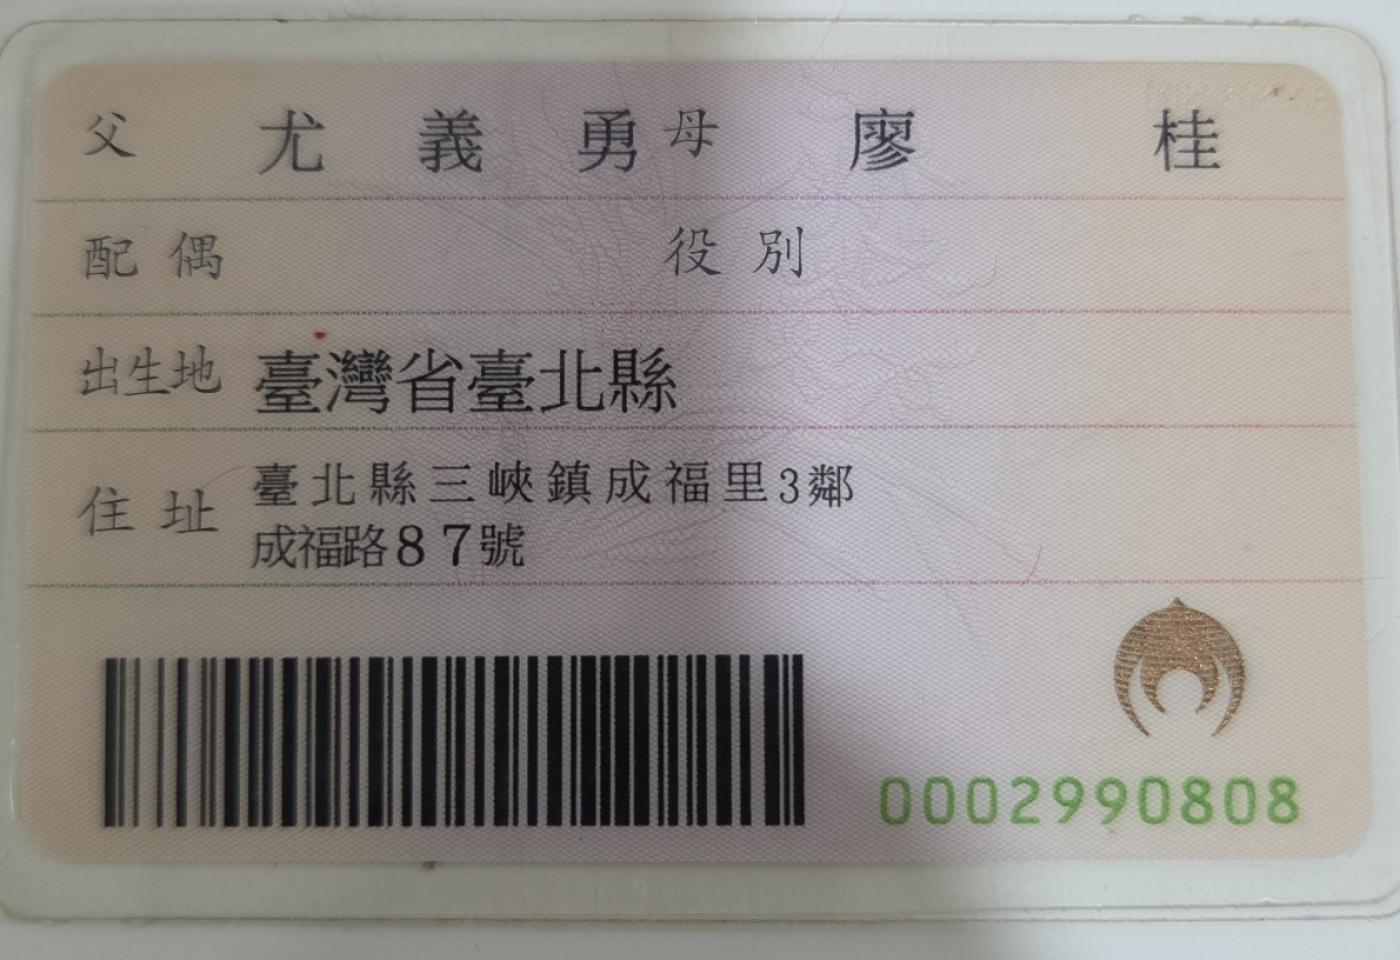 父 尤義勇 母 廖桂
配偶 役別
出生地 臺灣省臺北縣
住址 臺北縣三峽鎮成福里3鄰
成福路87號
0002990808